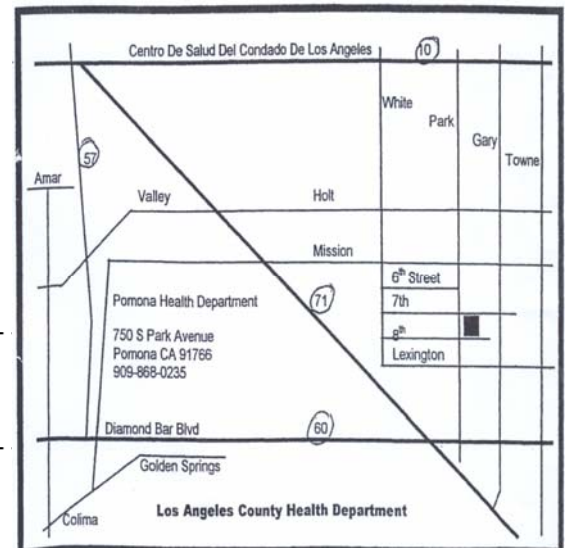 Centro De Salud Del Condado De Los Angeles
10
White
Park
Gary
Towne
57
Amar
Valley
Holt
Mission
6th Street
7th
8th
Lexington
Pomona Health Department
71
750 S Park Avenue
Pomona CA 91766
909-868-0235
Diamond Bar Blvd
60
Golden Springs
Colima
Los Angeles County Health Department